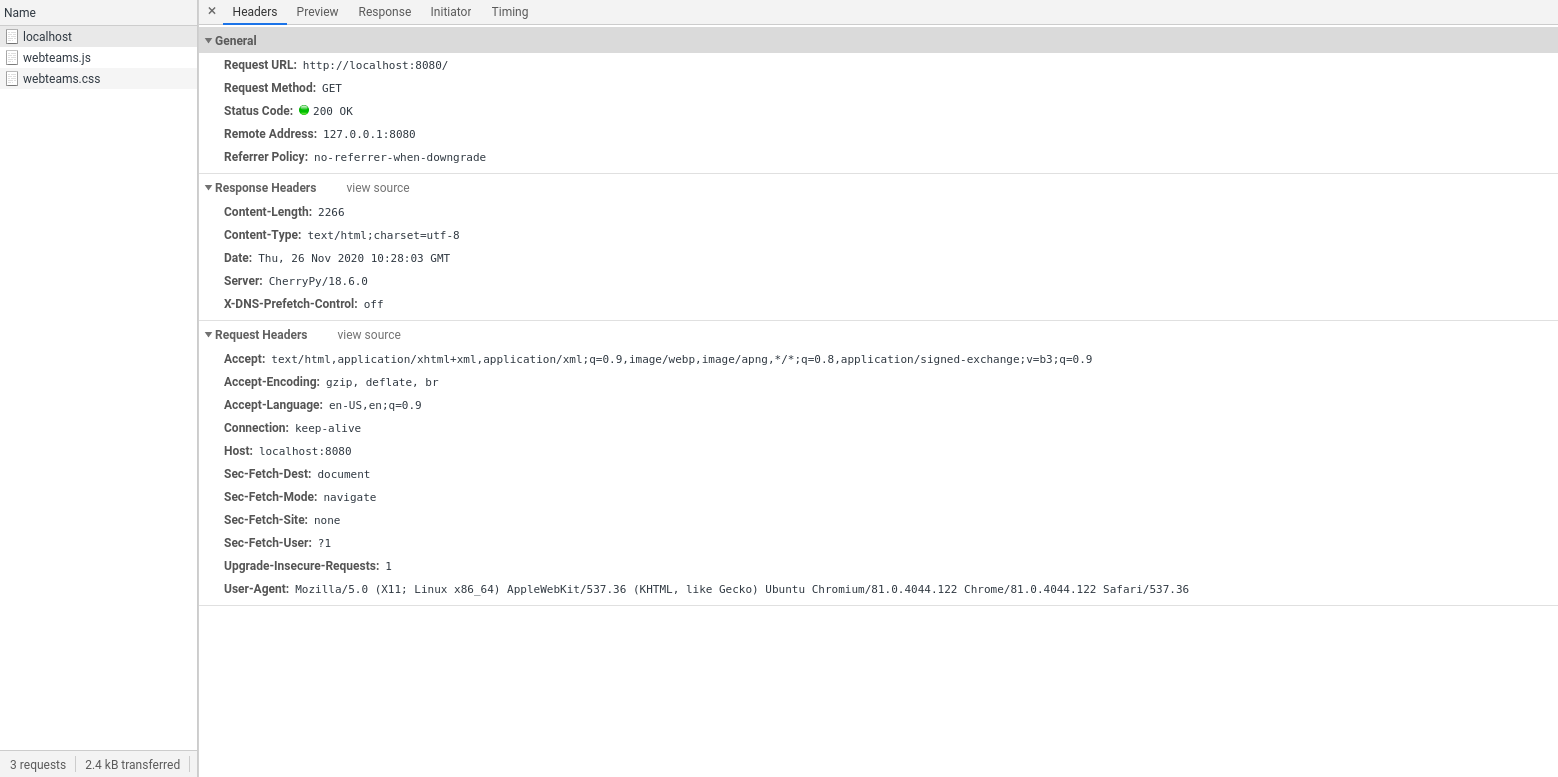 Name
localhost
webteams.js
webteams.css
3 requests 2.4 kB transferred
× Headers Preview Response Initiator Timing
General
Request URL: http://localhost:8080/
Request Method: GET
Status Code: 200 OK
Remote Address: 127.0.0.1:8080
Referrer Policy: no-referrer-when-downgrade
Response Headers view source
Content-Length: 2266
Content-Type: text/html;charset=utf-8
Date: Thu, 26 Nov 2020 10:28:03 GMT
Server: CherryPy/18.6.0
X-DNS-Prefetch-Control: off
Request Headers view source
Accept: text/html,application/xhtml+xml,application/xml;q=0.9,image/webp,image/apng,*/*;q=0.8,application/signed-exchange;v=b3;q=0.9
Accept-Encoding: gzip, deflate, br
Accept-Language: en-US,en;q=0.9
Connection: keep-alive
Host: localhost:8080
Sec-Fetch-Dest: document
Sec-Fetch-Mode: navigate
Sec-Fetch-Site: none
Sec-Fetch-User: ?1
Upgrade-Insecure-Requests: 1
User-Agent: Mozilla/5.0 (X11; Linux x86_64) AppleWebKit/537.36 (KHTML, like Gecko) Ubuntu Chromium/81.0.4044.122 Chrome/81.0.4044.122 Safari/537.36